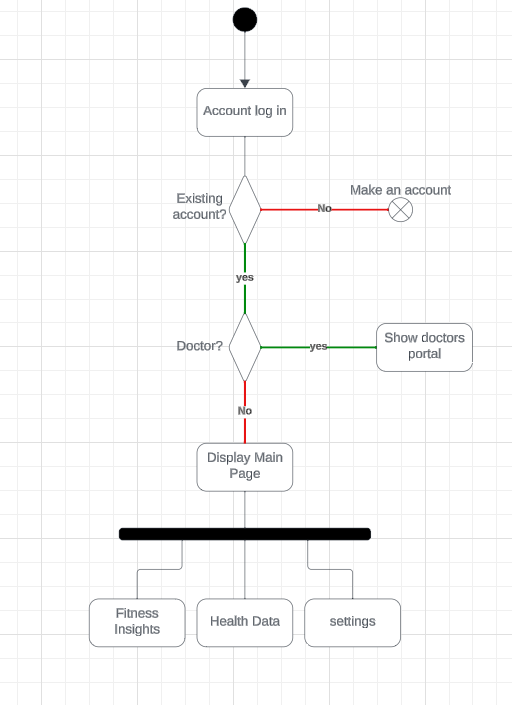 Account log in
Make an account
Existing
account?
No
yes
Doctor?
yes
Show doctors
portal
No
Display Main
Page
Fitness
Insights
Health Data
settings